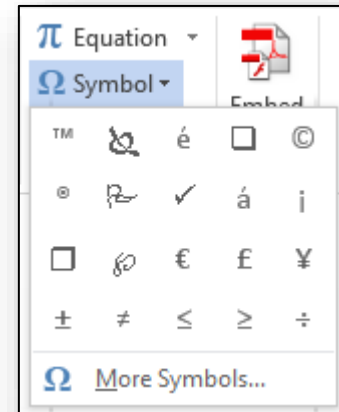 π Equation
Ω Symbol
Embed
™ é ❑ ©
® ✓ á ¡
❒ ℘ € £ ¥
± ≠ ≤ ≥ ÷
Ω More Symbols...